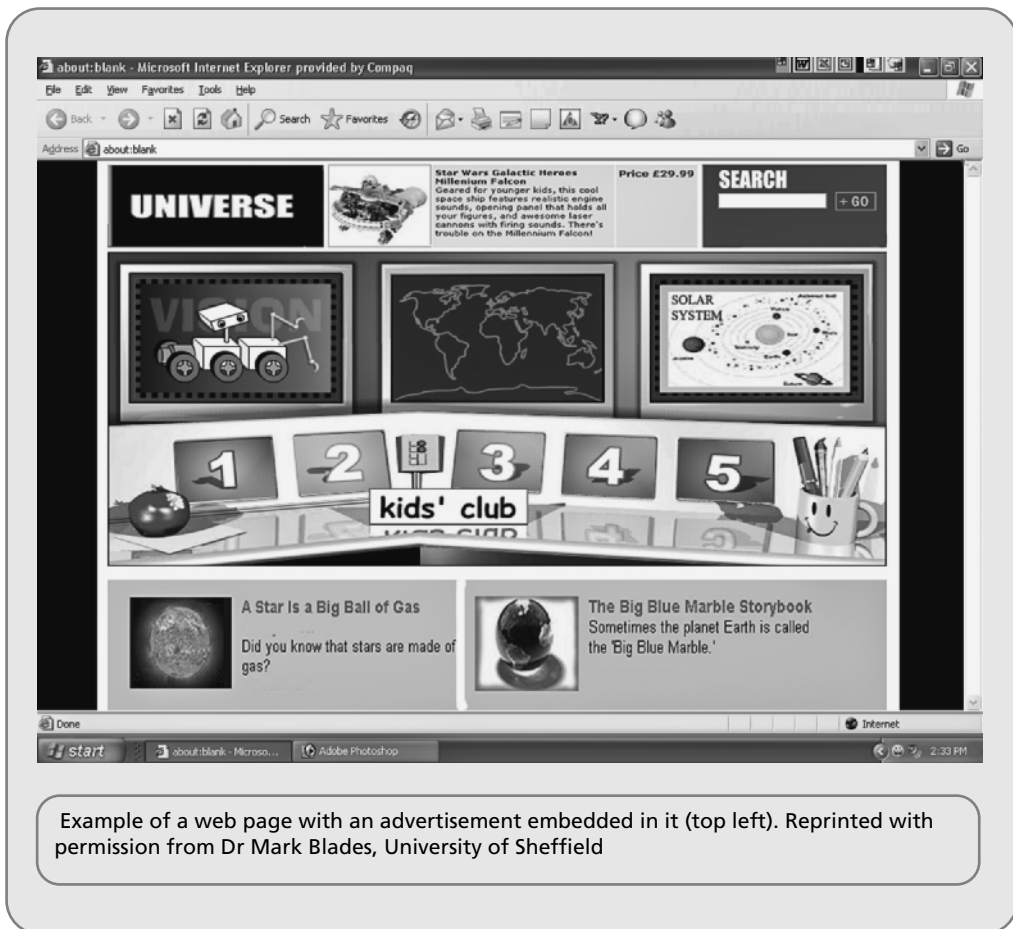 about:blank - Microsoft Internet Explorer provided by Compaq
File Edit View Favorites Tools Help
Back Search Favorites
Address about:blank Go
UNIVERSE
Star Wars Galactic Heroes
Millenium Falcon
Geared for younger kids, this cool
space ship features realistic engine
sounds, opening panel that holds all
your figures, and awesome laser
cannons with firing sounds. There's
trouble on the Millennium Falcon!
Price £29.99
SEARCH
+ GO
VISION
SOLAR
SYSTEM
Earth
Saturn
1 2 3 4 5
kids' club
A Star Is a Big Ball of Gas
Did you know that stars are made of
gas?
The Big Blue Marble Storybook
Sometimes the planet Earth is called
the 'Big Blue Marble.'
Done Internet
start about:blank - Microso... Adobe Photoshop 2:33 PM
Example of a web page with an advertisement embedded in it (top left). Reprinted with
permission from Dr Mark Blades, University of Sheffield